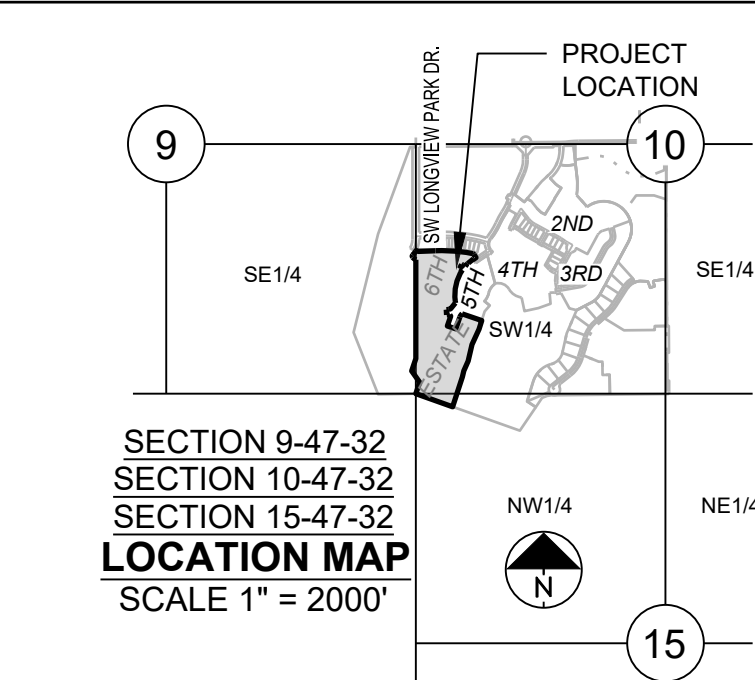 PROJECT
LOCATION
SW LONGVIEW PARK DR.
9
10
2ND
6TH
5TH
4TH
3RD
SE1/4
SE1/4
SW1/4
ESTATE
SECTION 9-47-32
SECTION 10-47-32
SECTION 15-47-32
LOCATION MAP
SCALE 1" = 2000'
NW1/4
NE1/4
N
15